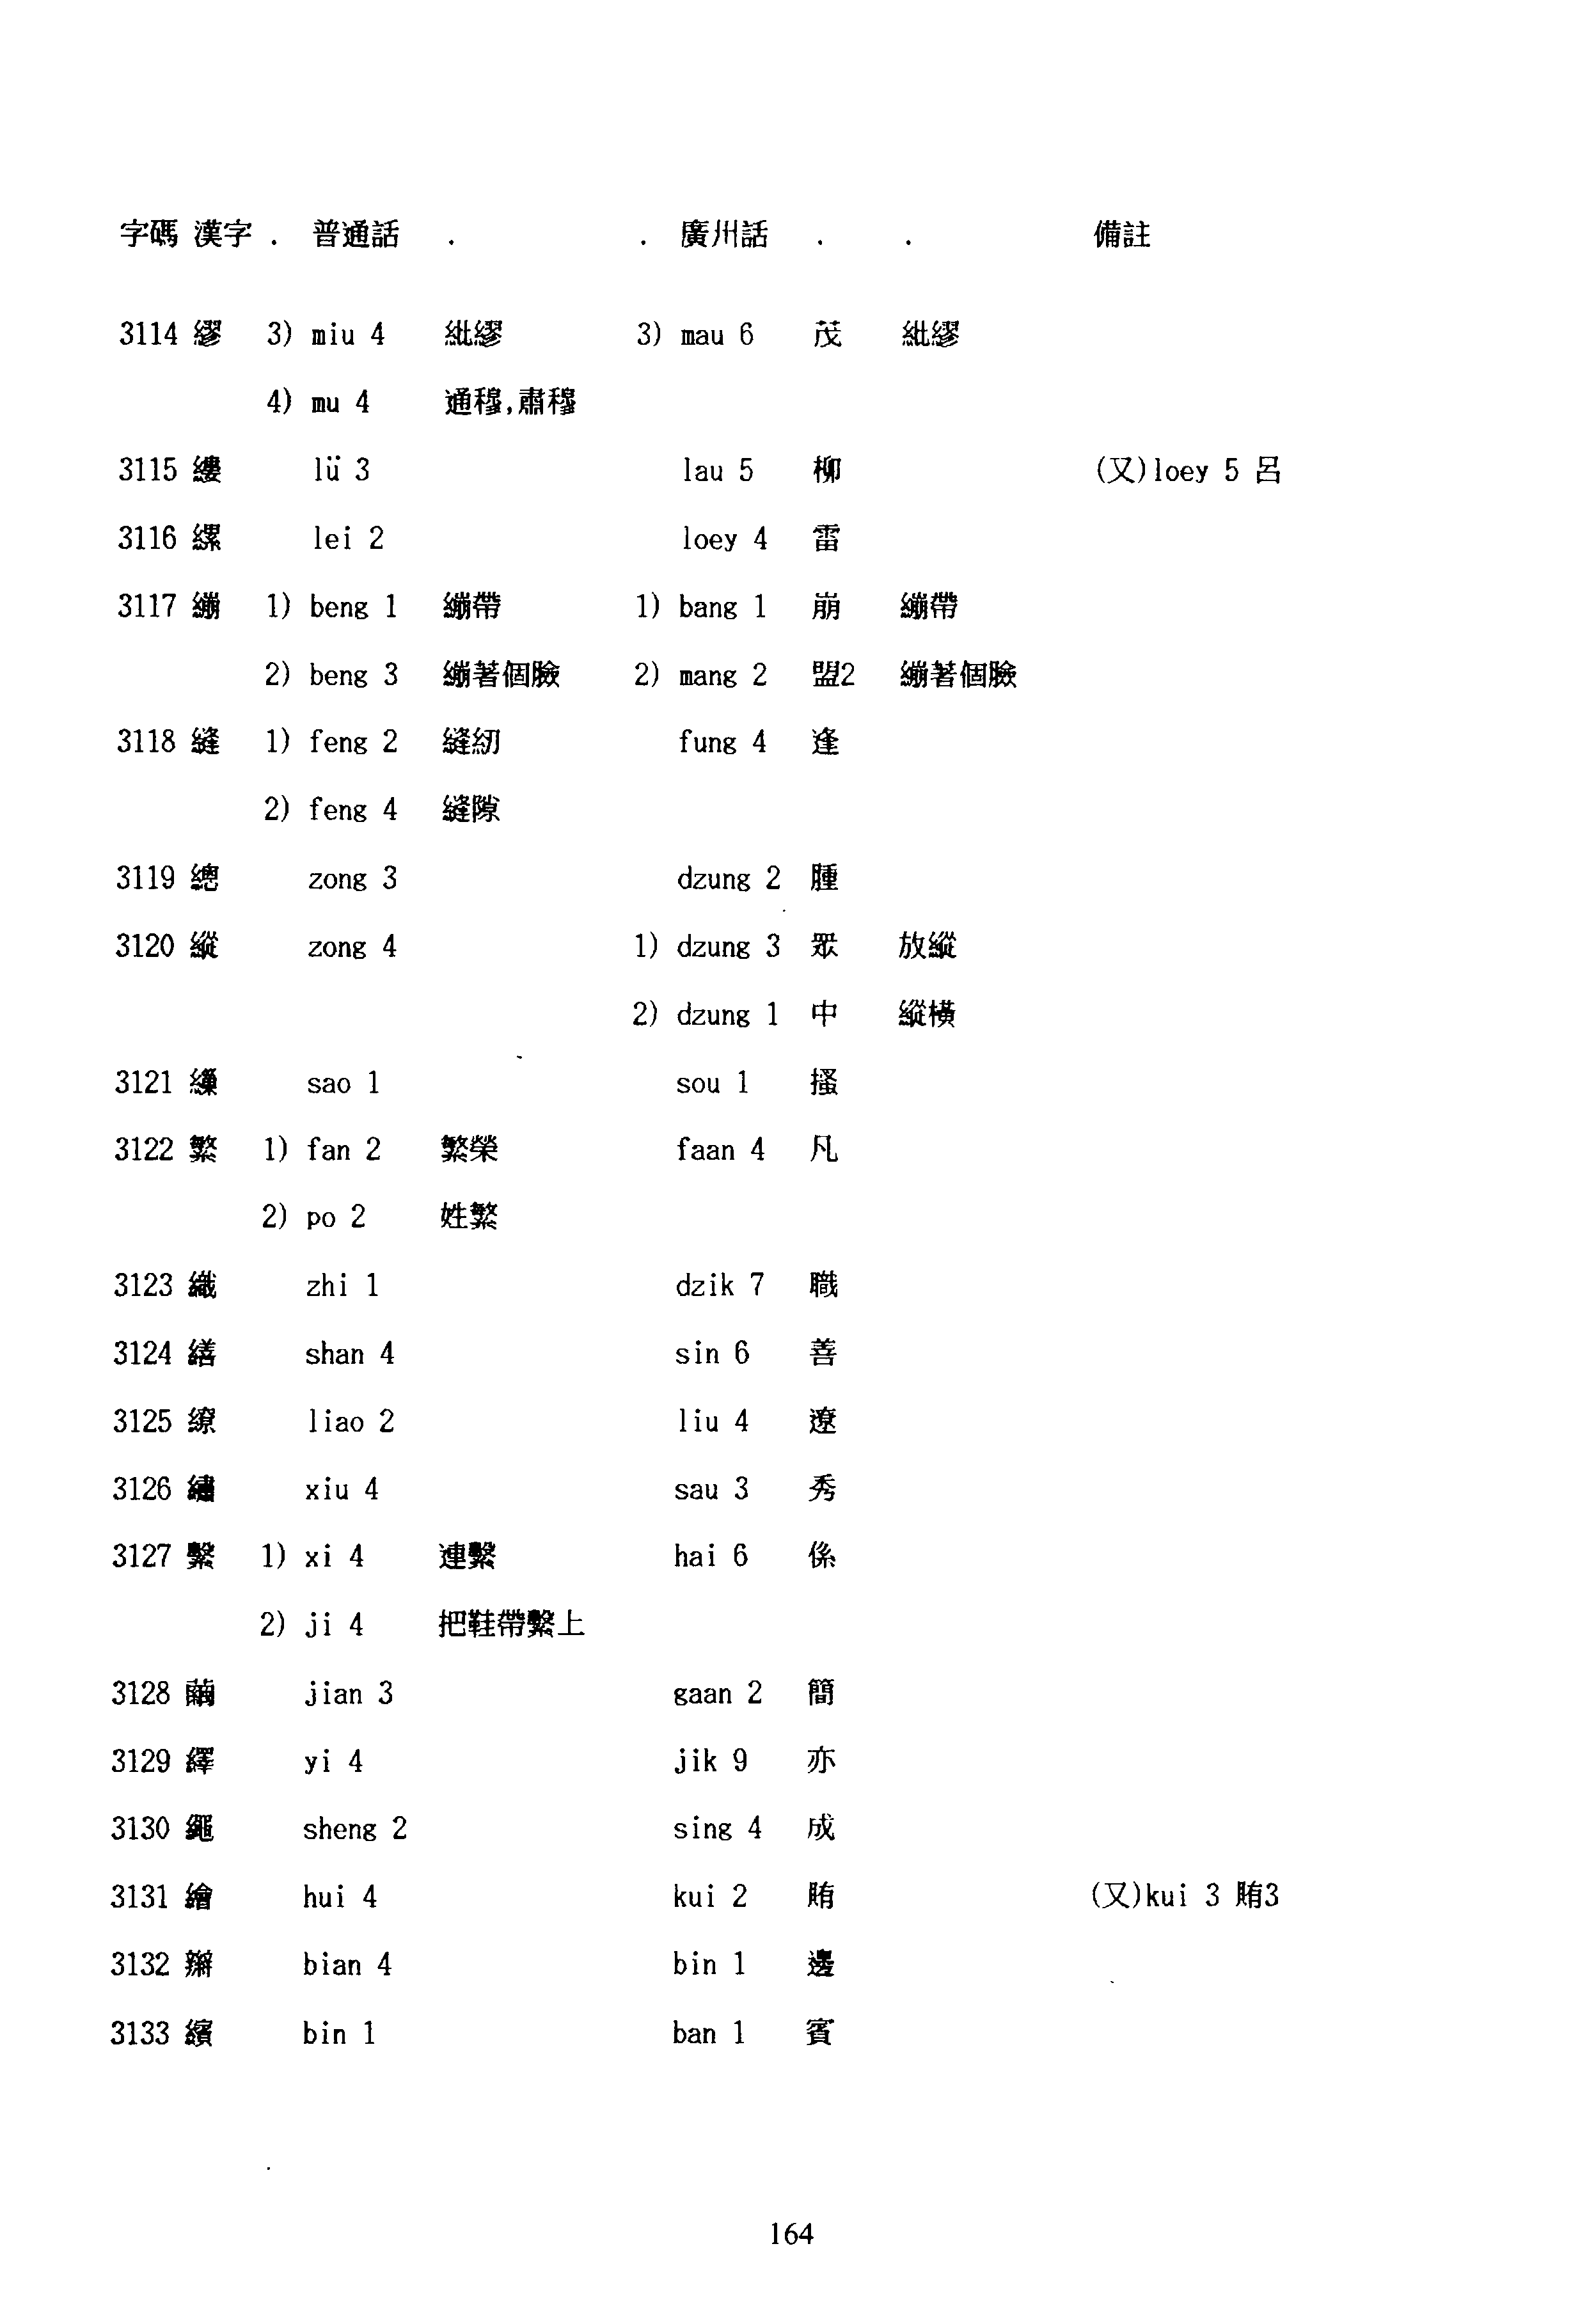 字碼 漢字 . 普通話 . . 廣州話 . . 備註
3114 繆 3) miu 4 紕繆 3) mau 6 茂 紕繆
4) mu 4 通穆,肅穆
3115 縷 lü 3 lau 5 柳 (又)loey 5 呂
3116 縲 lei 2 loey 4 雷
3117 繃 1) beng 1 繃帶 1) bang 1 崩 繃帶
2) beng 3 繃著個臉 2) mang 2 盟2 繃著個臉
3118 縫 1) feng 2 縫紉 fung 4 逢
2) feng 4 縫隙
3119 總 zong 3 dzung 2 腫
3120 縱 zong 4 1) dzung 3 眾 放縱
2) dzung 1 中 縱橫
3121 繅 sao 1 sou 1 搔
3122 繁 1) fan 2 繁榮 faan 4 凡
2) po 2 姓繁
3123 織 zhi 1 dzik 7 職
3124 繕 shan 4 sin 6 善
3125 繚 liao 2 liu 4 遼
3126 繡 xiu 4 sau 3 秀
3127 繫 1) xi 4 連繫 hai 6 係
2) ji 4 把鞋帶繫上
3128 繭 jian 3 gaan 2 簡
3129 繹 yi 4 jik 9 亦
3130 繩 sheng 2 sing 4 成
3131 繪 hui 4 kui 2 賄 (又)kui 3 賄3
3132 辮 bian 4 bin 1 邊
3133 繽 bin 1 ban 1 賓
164